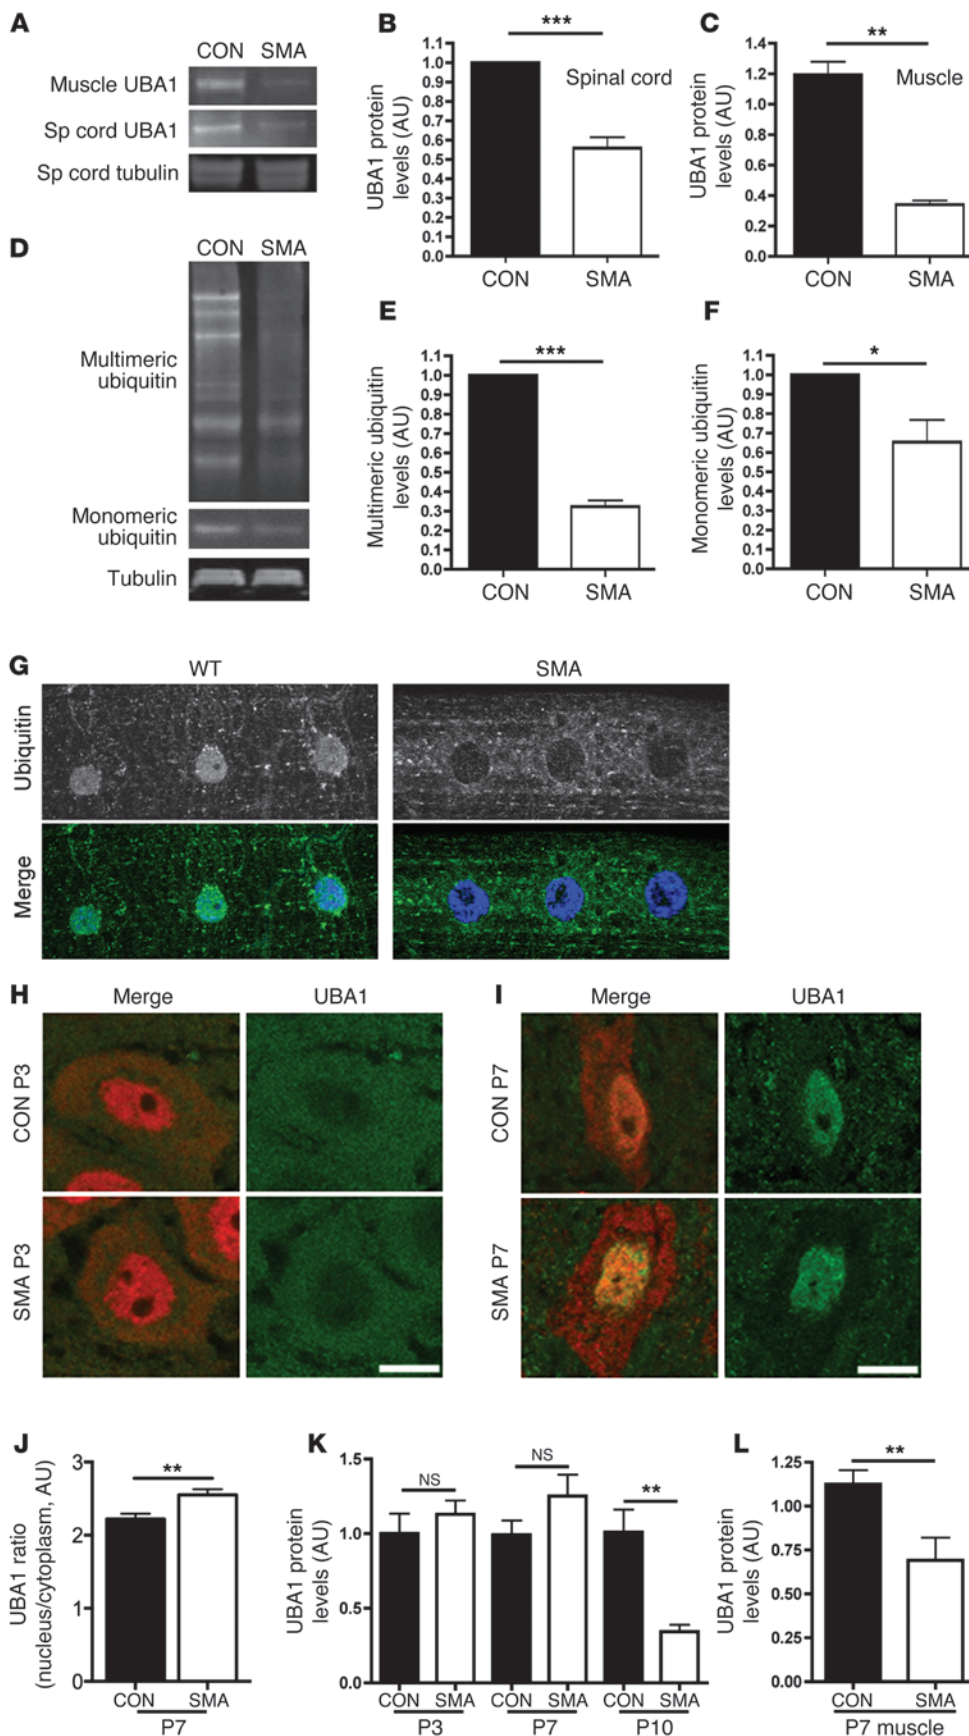 A
CON SMA
Muscle UBA1
Sp cord UBA1
Sp cord tubulin
B
***
1.1
1.0
0.9
0.8
0.7
0.6
0.5
0.4
0.3
0.2
0.1
0.0
UBA1 protein
levels (AU)
Spinal cord
CON SMA
C
**
1.4
1.2
1.0
0.8
0.6
0.4
0.2
0.0
UBA1 protein
levels (AU)
Muscle
CON SMA
D
CON SMA
Multimeric
ubiquitin
Monomeric
ubiquitin
Tubulin
E
***
1.1
1.0
0.9
0.8
0.7
0.6
0.5
0.4
0.3
0.2
0.1
0.0
Multimeric ubiquitin
levels (AU)
CON SMA
F
*
1.1
1.0
0.9
0.8
0.7
0.6
0.5
0.4
0.3
0.2
0.1
0.0
Monomeric ubiquitin
levels (AU)
CON SMA
G
WT SMA
Ubiquitin
Merge
H
Merge UBA1
CON P3
SMA P3
I
Merge UBA1
CON P7
SMA P7
J
**
3
2
1
0
UBA1 ratio
(nucleus/cytoplasm, AU)
CON SMA
P7
K
NS NS **
1.5
1.0
0.5
0.0
UBA1 protein
levels (AU)
CON SMA CON SMA CON SMA
P3 P7 P10
L
**
1.25
1.00
0.75
0.25
0.00
UBA1 protein
levels (AU)
CON SMA
P7 muscle